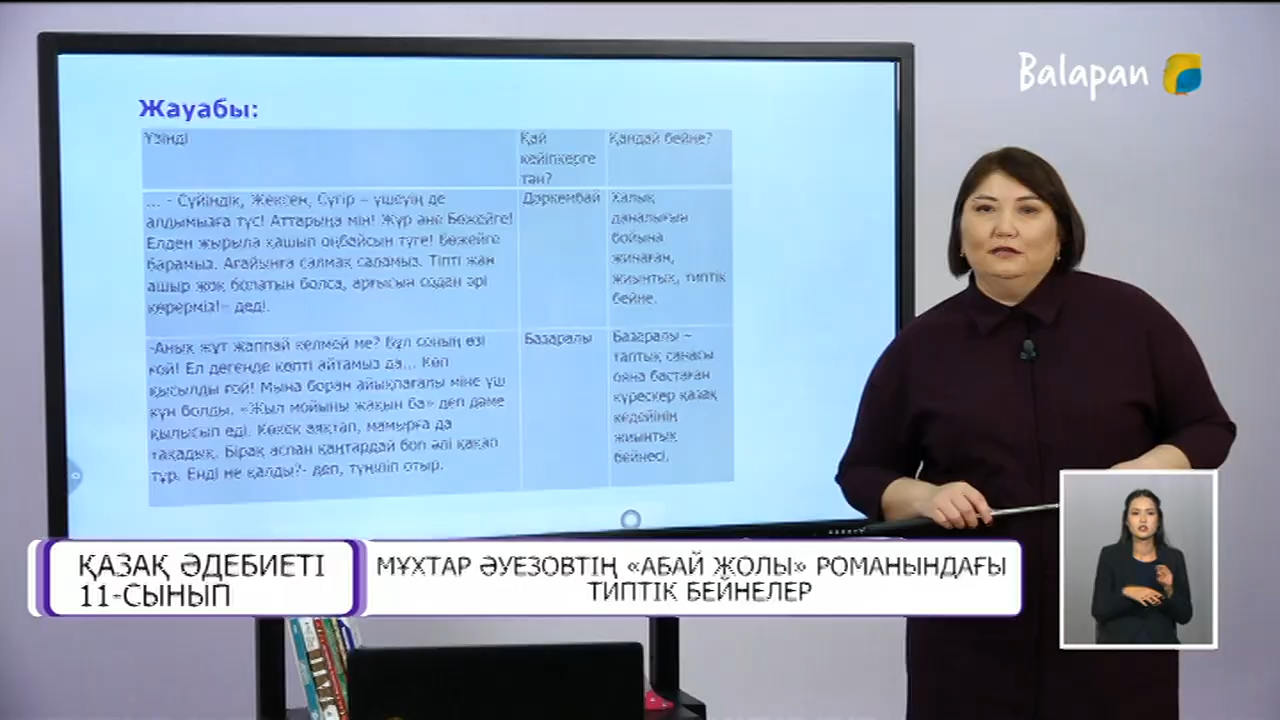 Balapan
Жауабы:
Үзінді
Қай
кейіпкерге
тән?
Қандай бейне?
... - Сүйіндік, Жексен, Сүгір – үшеуің де
алдымызға түс! Аттарыңа мін! Жүр әне Бөжейге!
Елден жырыла қашып оңбайсын түге! Бөжейге
барамыз. Ағайынға салмақ саламыз. Тіпті жан
ашыр жоқ болатын болса, арғысын содан әрі
көрерміз!– деді.
Дәркембай
Халық
даналығын
бойына
жинаған,
жиынтық, типтік
бейне.
-Анық жұт жаппай келмей ме? Бұл соның өзі
ғой! Ел дегенде көпті айтамыз да... Көп
қысылды ғой! Мына боран айықпағалы міне үш
күн болды. «Жыл мойыны жақын ба» деп дәме
қылысып еді. Көкек аяқтап, мамырға да
тақадық. Бірақ аспан қаңтардай боп әлі қақап
тұр. Енді не қалды?- деп, түңіліп отыр.
Базаралы
Базаралы –
таптық санасы
ояна бастаған
күрескер қазақ
кедейінің
жиынтық
бейнесі.
ҚАЗАҚ ӘДЕБИЕТІ
11-СЫНЫП
МҰХТАР ӘУЕЗОВТІҢ «АБАЙ ЖОЛЫ» РОМАНЫНДАҒЫ
ТИПТІК БЕЙНЕЛЕР